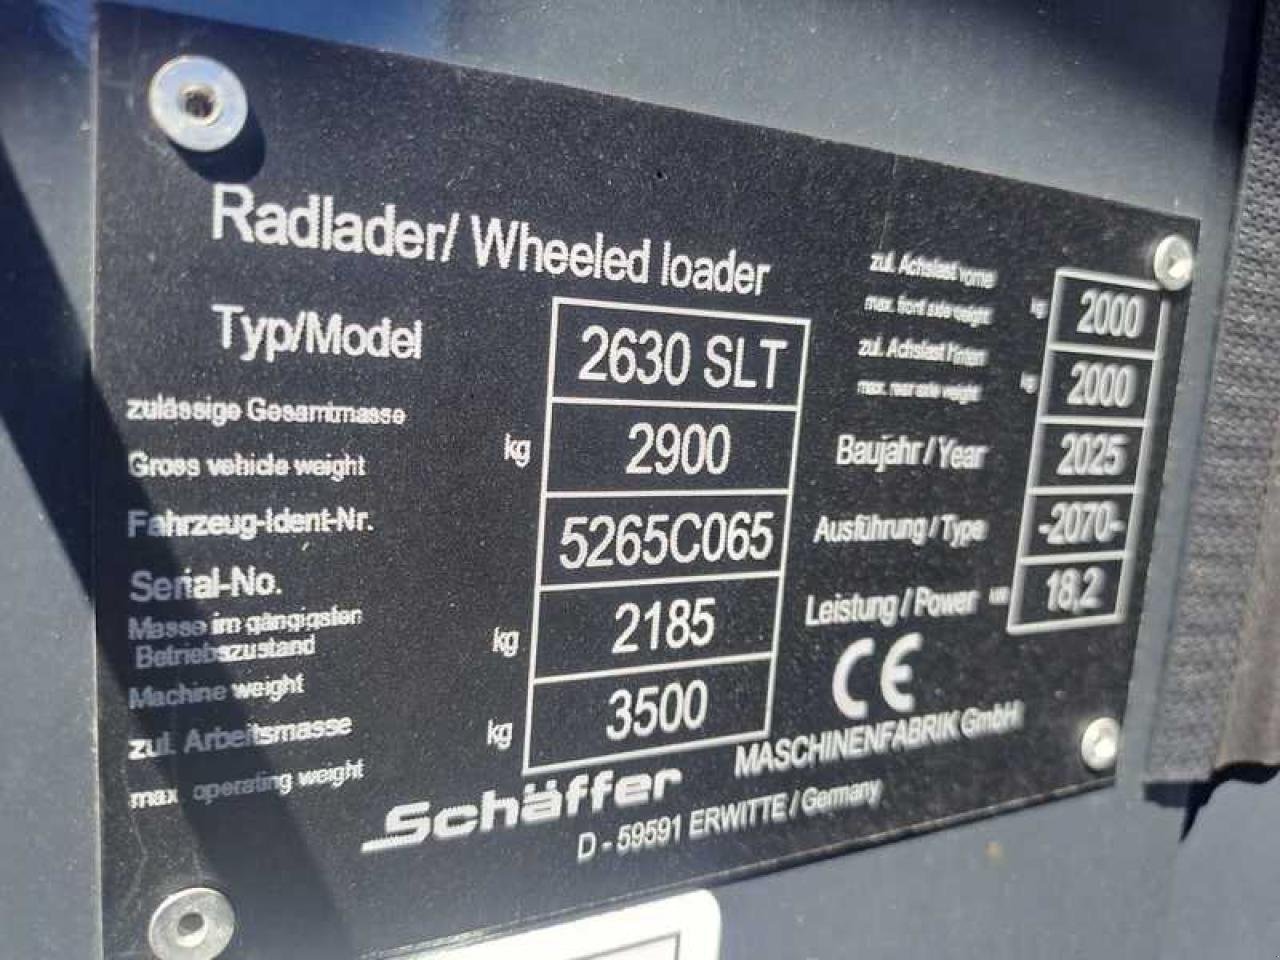 Radlader/ Wheeled loader
Typ/Model 2630 SLT
zulässige Gesamtmasse
Gross vehicle weight kg 2900
Fahrzeug-Ident-Nr.
Serial-No. 5265C065
Masse im gängigsten
Betriebszustand
Machine weight kg 2185
zul. Arbeitsmasse
max. operating weight kg 3500
zul. Achslast vorne
max. front axle weight kg 2000
zul. Achslast hinten
max. rear axle weight kg 2000
Baujahr / Year 2025
Ausführung / Type -2070-
Leistung / Power kW 18,2
CE
Schäffer MASCHINENFABRIK GmbH
D - 59591 ERWITTE / Germany